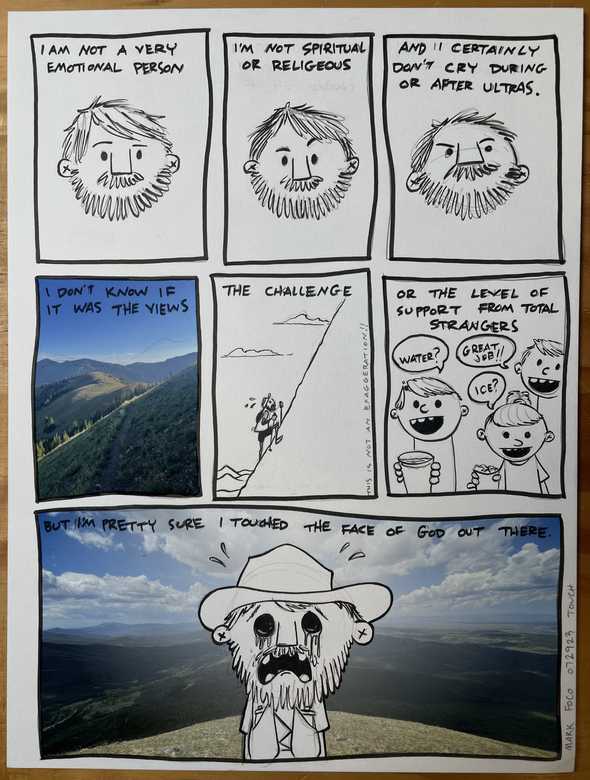 I AM NOT A VERY
EMOTIONAL PERSON
I'M NOT SPIRITUAL
OR RELIGEOUS
AND I CERTAINLY
DON'T CRY DURING
OR AFTER ULTRAS.
I DON'T KNOW IF
IT WAS THE VIEWS
THE CHALLENGE
THIS IS NOT AN EXAGGERATION!!
OR THE LEVEL OF
SUPPORT FROM TOTAL
STRANGERS
WATER?
GREAT
JOB!!
ICE?
BUT I'M PRETTY SURE I TOUCHED THE FACE OF GOD OUT THERE.
MARK FOCO 072923 TOUCH